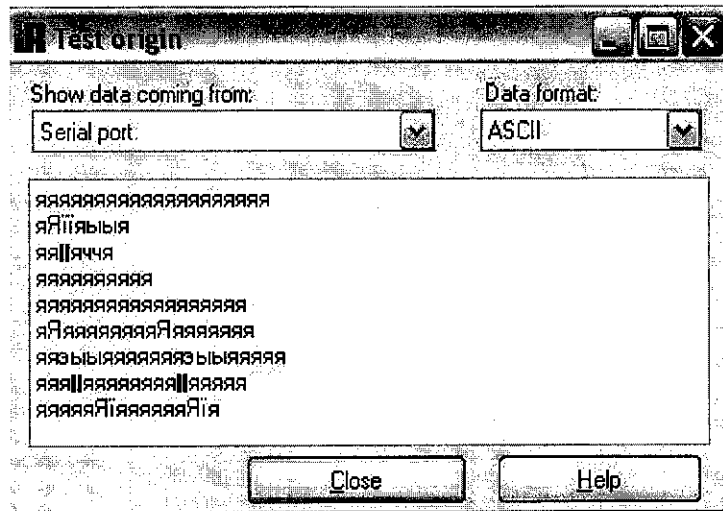 Test origin
Show data coming from:
Data format:
Serial port:
ASCII
яяяяяяяяяяяяяяяяяяяя
яЯїїяыыя
яя||яччя
яяяяяяяяяя
яяяяяяяяяяяяяяяяяя
яЯяяяяяяяяЯяяяяяяя
яяэыыяяяяяяяэыыяяяяя
яяя||яяяяяяяя||яяяяя
яяяяяЯїяяяяяяЯїя
Close
Help